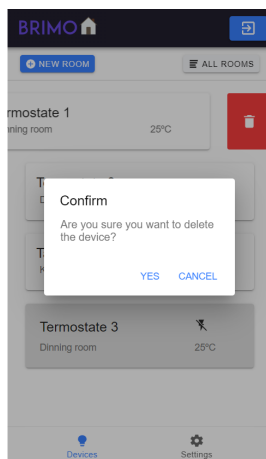 BRIMO
NEW ROOM
ALL ROOMS
rmostate 1
nning room
25ºC
Confirm
Are you sure you want to delete
the device?
YES
CANCEL
Termostate 3
Dinning room
25ºC
Devices
Settings